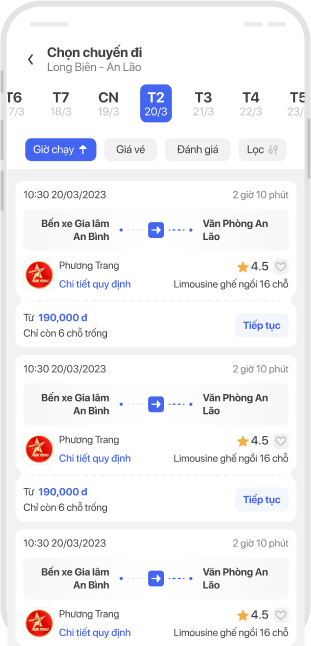 Chọn chuyến đi
Long Biên - An Lão
T6 T7 CN T2 T3 T4 T5
17/3 18/3 19/3 20/3 21/3 22/3 23/
Giờ chạy Giá vé Đánh giá Lọc
10:30 20/03/2023 2 giờ 10 phút
Bến xe Gia lâm Văn Phòng An
An Bình Lão
Phương Trang 4.5
Chi tiết quy định Limousine ghế ngồi 16 chỗ
Từ 190,000 đ
Chỉ còn 6 chỗ trống Tiếp tục
10:30 20/03/2023 2 giờ 10 phút
Bến xe Gia lâm Văn Phòng An
An Bình Lão
Phương Trang 4.5
Chi tiết quy định Limousine ghế ngồi 16 chỗ
Từ 190,000 đ
Chỉ còn 6 chỗ trống Tiếp tục
10:30 20/03/2023 2 giờ 10 phút
Bến xe Gia lâm Văn Phòng An
An Bình Lão
Phương Trang 4.5
Chi tiết quy định Limousine ghế ngồi 16 chỗ